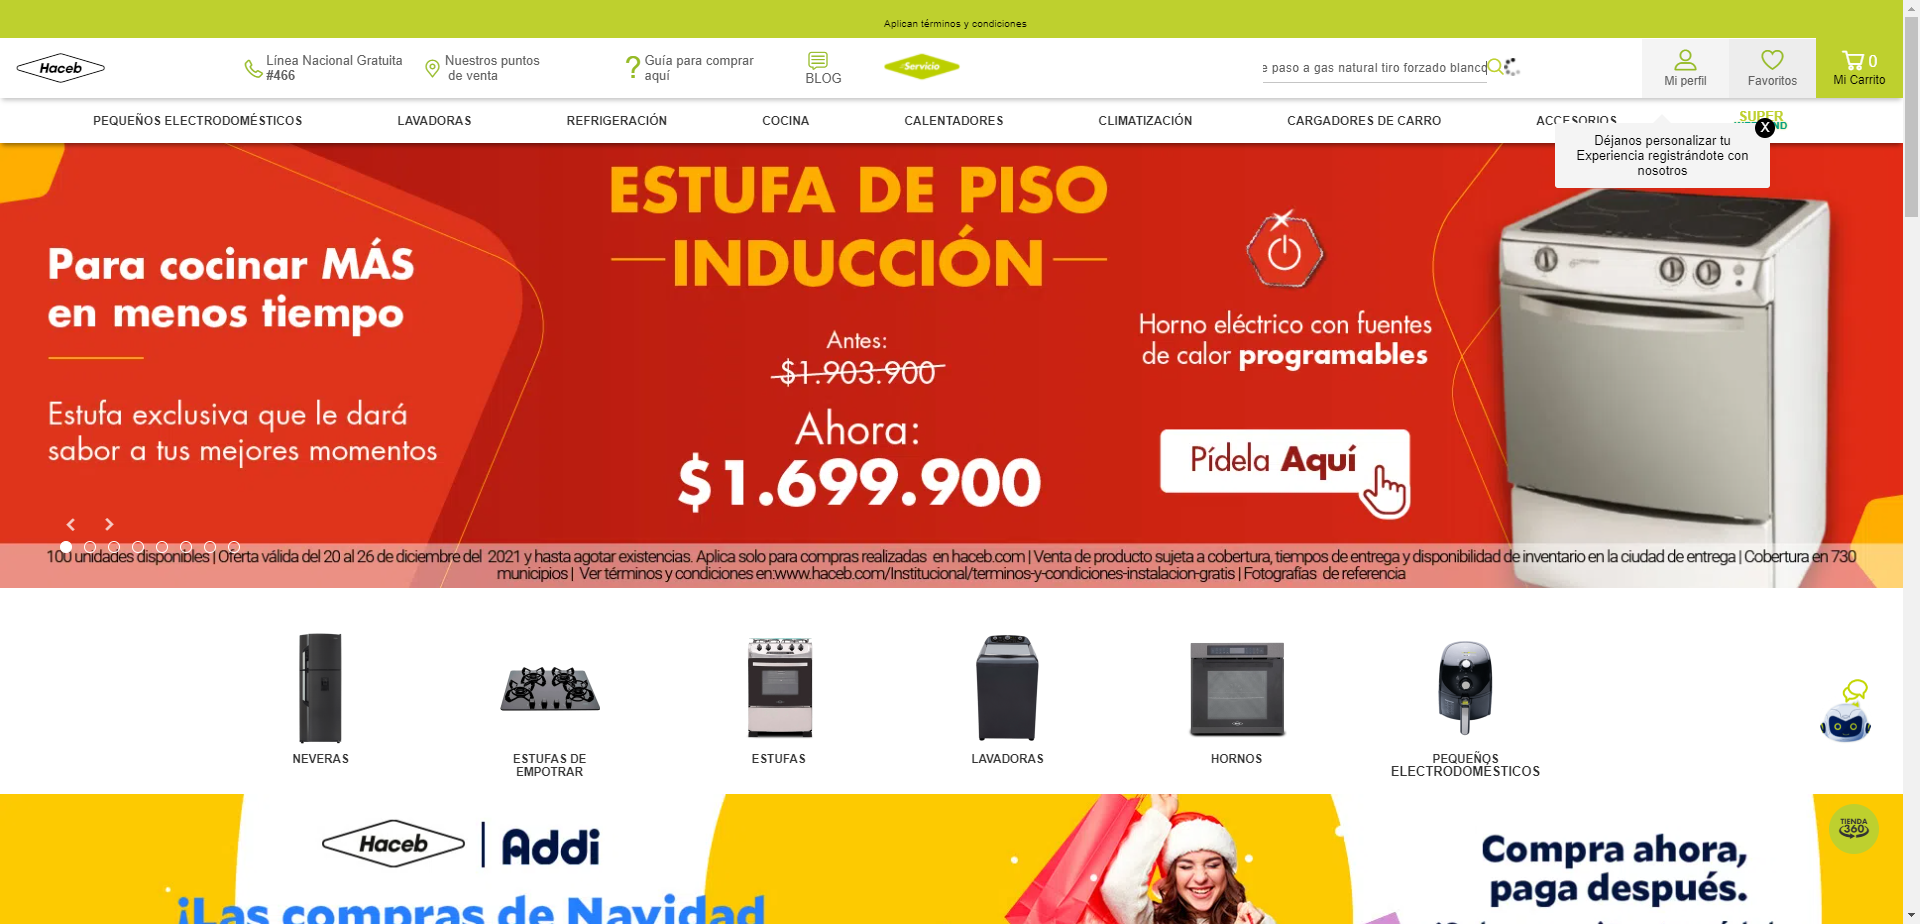 Aplican términos y condiciones
Haceb
Línea Nacional Gratuita
#466
Nuestros puntos
de venta
Guía para comprar
aquí
BLOG
Servicio
e paso a gas natural tiro forzado blanco
Mi perfil
Favoritos
0
Mi Carrito
PEQUEÑOS ELECTRODOMÉSTICOS
LAVADORAS
REFRIGERACIÓN
COCINA
CALENTADORES
CLIMATIZACIÓN
CARGADORES DE CARRO
ACCESORIOS
SUPER
X
Déjanos personalizar tu
Experiencia registrándote con
nosotros
Para cocinar MÁS
en menos tiempo
Estufa exclusiva que le dará
sabor a tus mejores momentos
ESTUFA DE PISO
INDUCCIÓN
Antes:
$1.903.900
Ahora:
$1.699.900
Horno eléctrico con fuentes
de calor programables
Pídela Aquí
100 unidades disponibles | Oferta válida del 20 al 26 de diciembre del 2021 y hasta agotar existencias. Aplica solo para compras realizadas en haceb.com | Venta de producto sujeta a cobertura, tiempos de entrega y disponibilidad de inventario en la ciudad de entrega | Cobertura en 730
municipios | Ver términos y condiciones en:www.haceb.com/Institucional/terminos-y-condiciones-instalacion-gratis | Fotografías de referencia
NEVERAS
ESTUFAS DE
EMPOTRAR
ESTUFAS
LAVADORAS
HORNOS
PEQUEÑOS
ELECTRODOMÉSTICOS
TIENDA
360
Haceb | Addi
¡Las compras de Navidad
Compra ahora,
paga después.